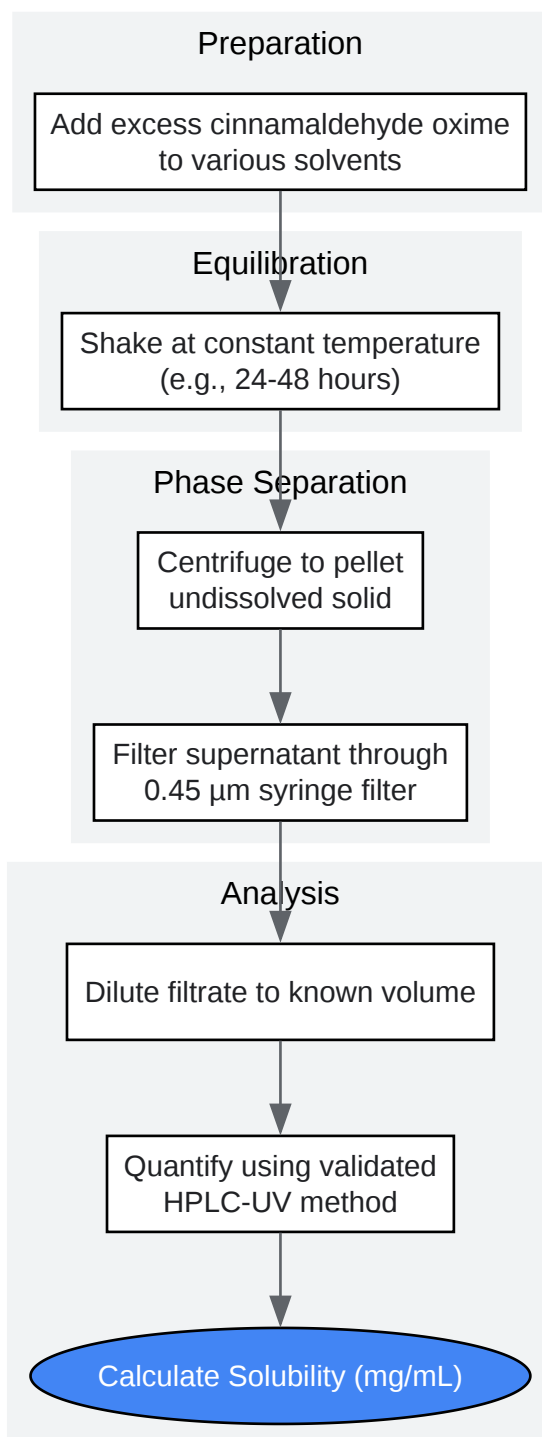 Preparation
Add excess cinnamaldehyde oxime
to various solvents
Equilibration
Shake at constant temperature
(e.g., 24-48 hours)
Phase Separation
Centrifuge to pellet
undissolved solid
Filter supernatant through
0.45 µm syringe filter
Analysis
Dilute filtrate to known volume
Quantify using validated
HPLC-UV method
Calculate Solubility (mg/mL)